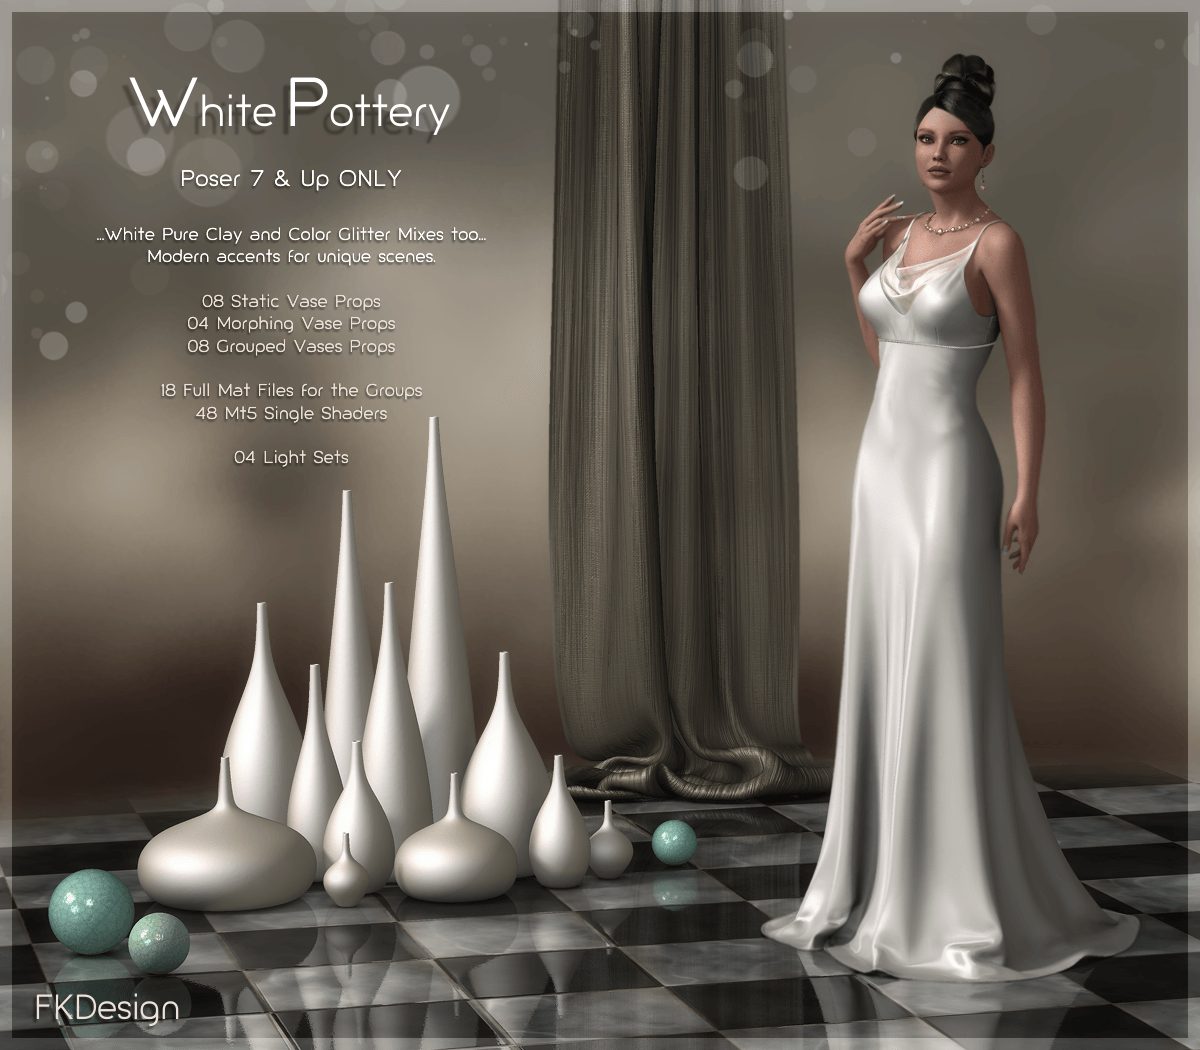 White Pottery
Poser 7 & Up ONLY
...White Pure Clay and Color Glitter Mixes too...
Modern accents for unique scenes.
08 Static Vase Props
04 Morphing Vase Props
08 Grouped Vases Props
18 Full Mat Files for the Groups
48 Mt5 Single Shaders
04 Light Sets
FKDesign